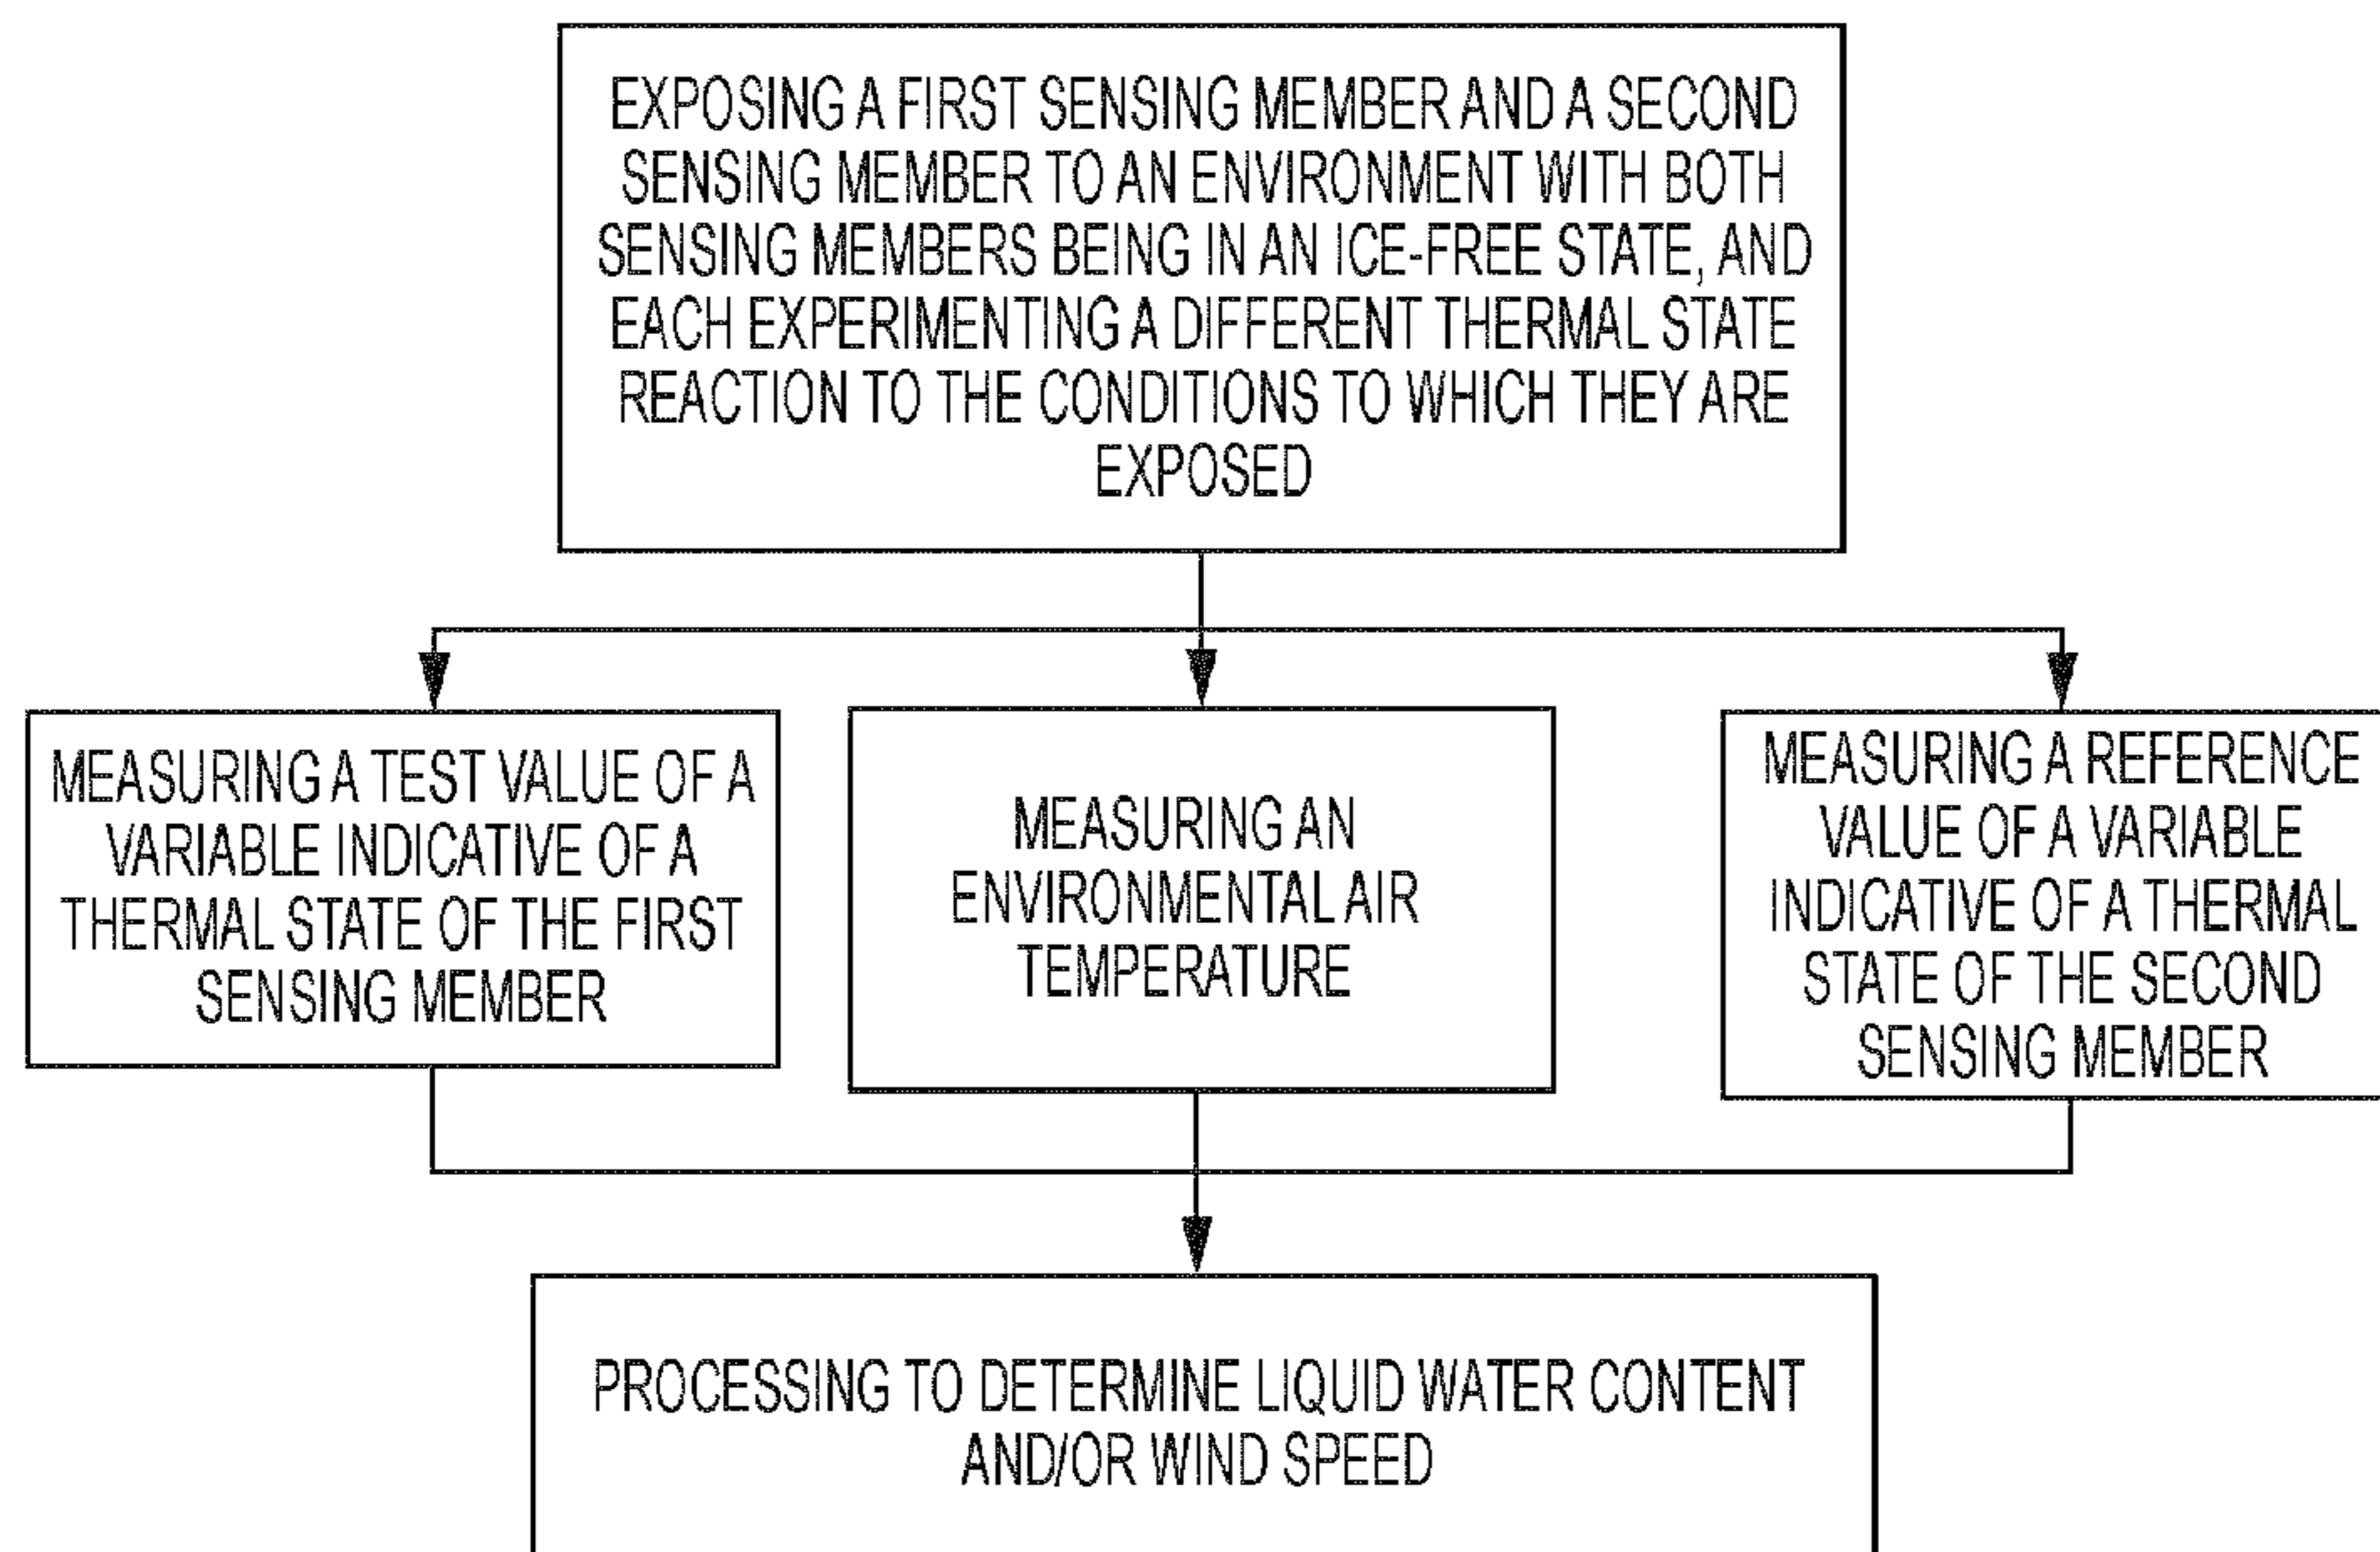 EXPOSING A FIRST SENSING MEMBER AND A SECOND
SENSING MEMBER TO AN ENVIRONMENT WITH BOTH
SENSING MEMBERS BEING IN AN ICE-FREE STATE, AND
EACH EXPERIMENTING A DIFFERENT THERMAL STATE
REACTION TO THE CONDITIONS TO WHICH THEY ARE
EXPOSED
MEASURING A TEST VALUE OF A
VARIABLE INDICATIVE OF A
THERMAL STATE OF THE FIRST
SENSING MEMBER
MEASURING AN
ENVIRONMENTAL AIR
TEMPERATURE
MEASURING A REFERENCE
VALUE OF A VARIABLE
INDICATIVE OF A THERMAL
STATE OF THE SECOND
SENSING MEMBER
PROCESSING TO DETERMINE LIQUID WATER CONTENT
AND/OR WIND SPEED